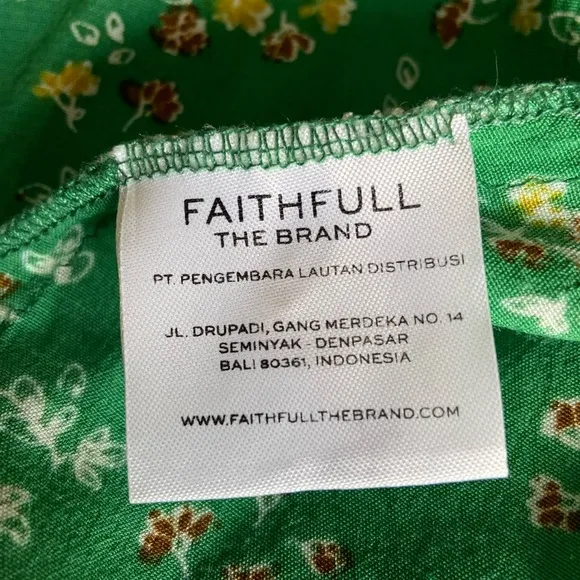 FAITHFULL
THE BRAND
PT. PENGEMBARA LAUTAN DISTRIBUSI
JL. DRUPADI, GANG MERDEKA NO. 14
SEMINYAK - DENPASAR
BALI 80361, INDONESIA
WWW.FAITHFULLTHEBRAND.COM